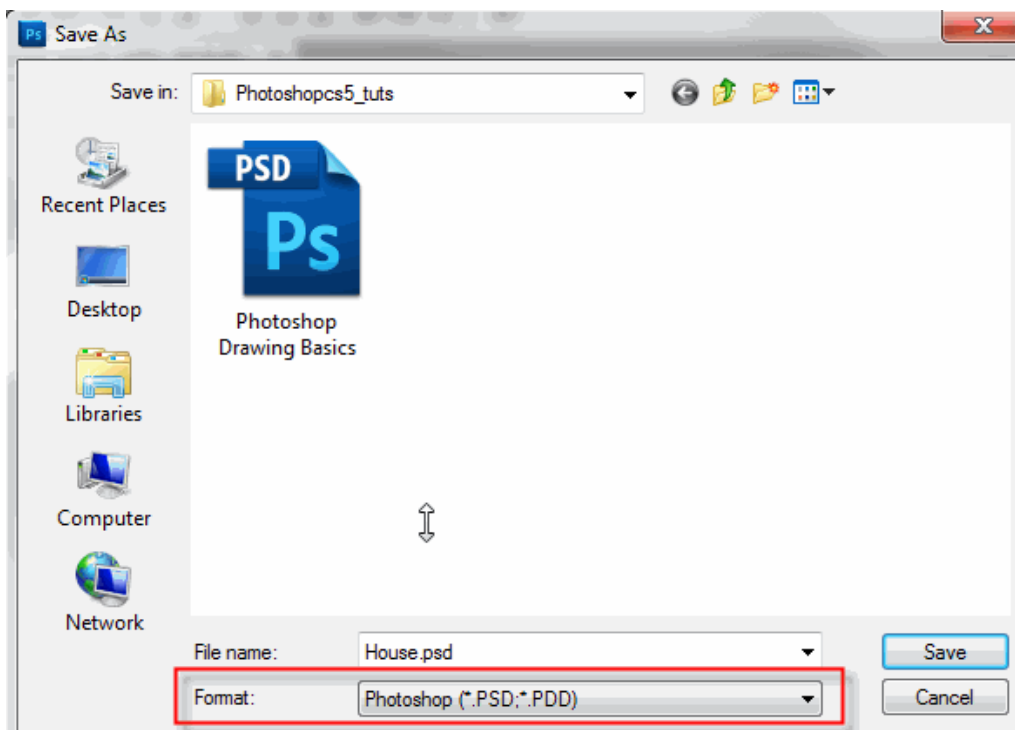 Ps Save As
Save in: Photoshopcs5_tuts
PSD
Ps
Photoshop
Drawing Basics
Recent Places
Desktop
Libraries
Computer
Network
File name: House.psd Save
Format: Photoshop (*.PSD;*.PDD) Cancel